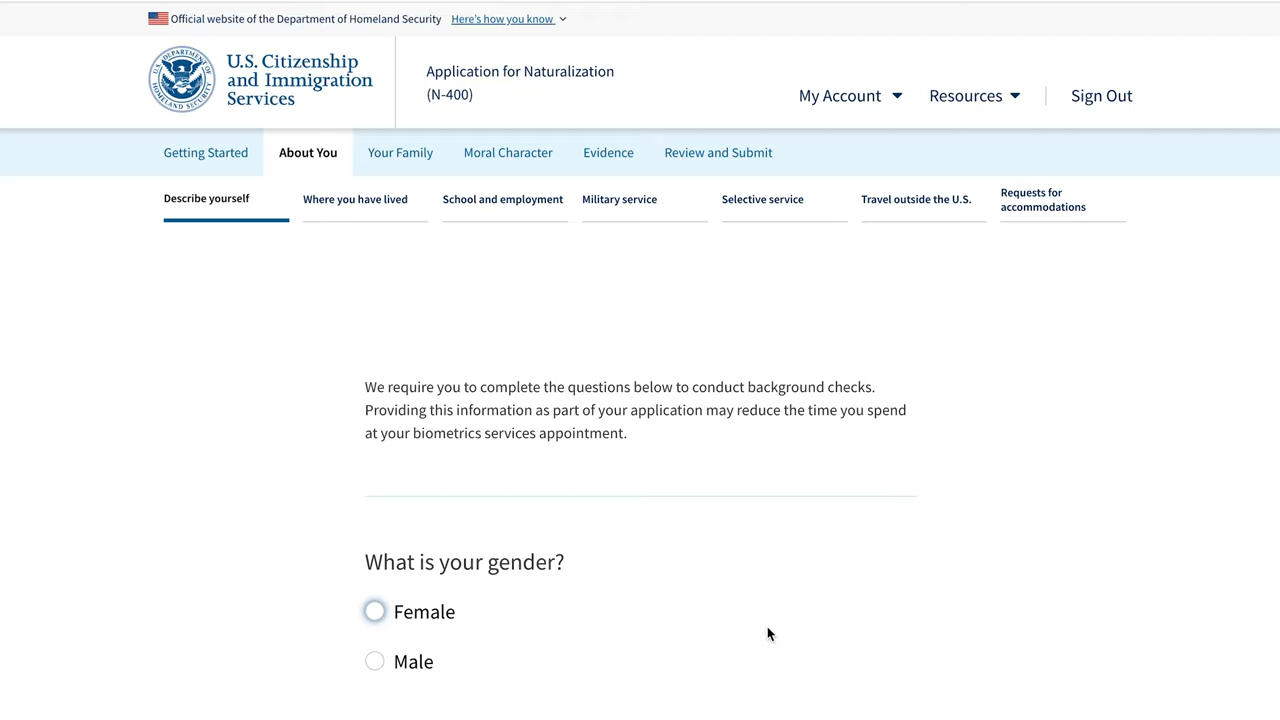 Official website of the Department of Homeland Security Here's how you know
U.S. Citizenship
and Immigration
Services
Application for Naturalization
(N-400)
My Account
Resources
Sign Out
Getting Started
About You
Your Family
Moral Character
Evidence
Review and Submit
Describe yourself
Where you have lived
School and employment
Military service
Selective service
Travel outside the U.S.
Requests for
accommodations
We require you to complete the questions below to conduct background checks.
Providing this information as part of your application may reduce the time you spend
at your biometrics services appointment.
What is your gender?
Female
Male